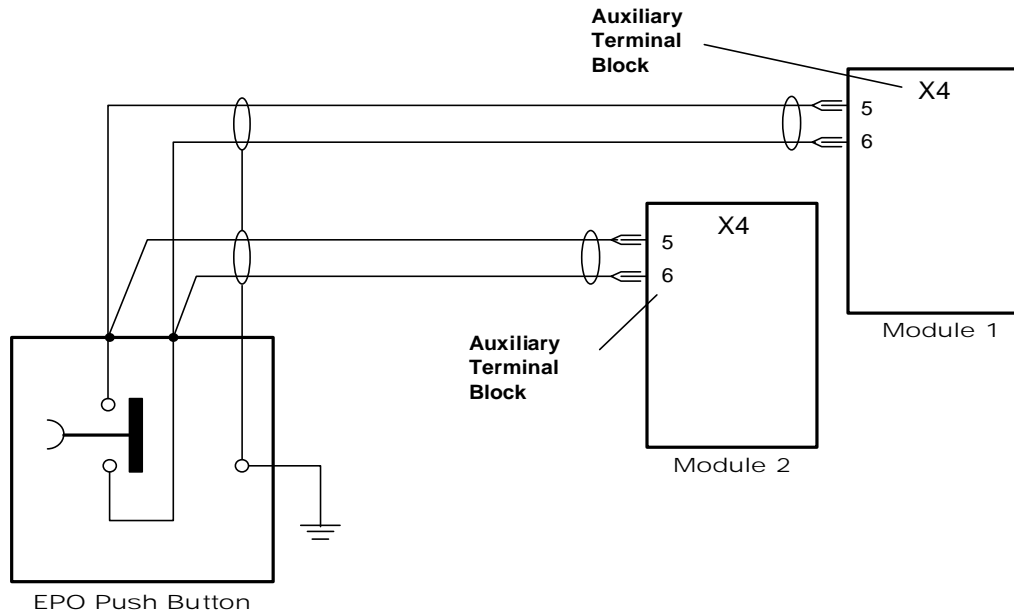 Auxiliary
Terminal
Block
X4
5
6
Module 1
X4
5
6
Auxiliary
Terminal
Block
Module 2
EPO Push Button